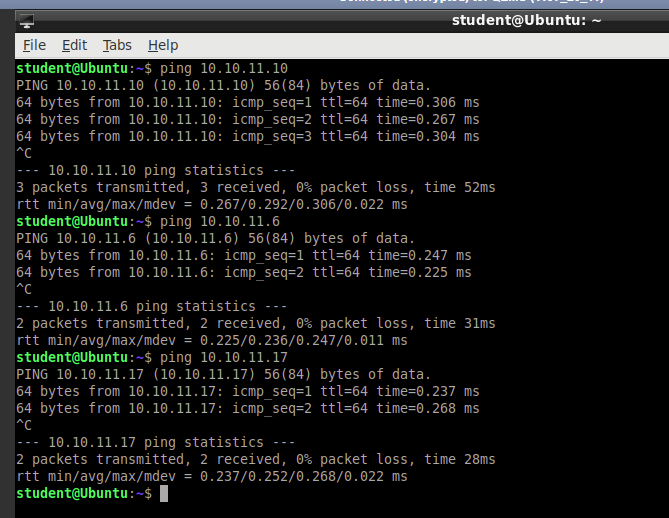 student@Ubuntu: ~
File Edit Tabs Help
student@Ubuntu:~$ ping 10.10.11.10
PING 10.10.11.10 (10.10.11.10) 56(84) bytes of data.
64 bytes from 10.10.11.10: icmp_seq=1 ttl=64 time=0.306 ms
64 bytes from 10.10.11.10: icmp_seq=2 ttl=64 time=0.267 ms
64 bytes from 10.10.11.10: icmp_seq=3 ttl=64 time=0.304 ms
^C
--- 10.10.11.10 ping statistics ---
3 packets transmitted, 3 received, 0% packet loss, time 52ms
rtt min/avg/max/mdev = 0.267/0.292/0.306/0.022 ms
student@Ubuntu:~$ ping 10.10.11.6
PING 10.10.11.6 (10.10.11.6) 56(84) bytes of data.
64 bytes from 10.10.11.6: icmp_seq=1 ttl=64 time=0.247 ms
64 bytes from 10.10.11.6: icmp_seq=2 ttl=64 time=0.225 ms
^C
--- 10.10.11.6 ping statistics ---
2 packets transmitted, 2 received, 0% packet loss, time 31ms
rtt min/avg/max/mdev = 0.225/0.236/0.247/0.011 ms
student@Ubuntu:~$ ping 10.10.11.17
PING 10.10.11.17 (10.10.11.17) 56(84) bytes of data.
64 bytes from 10.10.11.17: icmp_seq=1 ttl=64 time=0.237 ms
64 bytes from 10.10.11.17: icmp_seq=2 ttl=64 time=0.268 ms
^C
--- 10.10.11.17 ping statistics ---
2 packets transmitted, 2 received, 0% packet loss, time 28ms
rtt min/avg/max/mdev = 0.237/0.252/0.268/0.022 ms
student@Ubuntu:~$